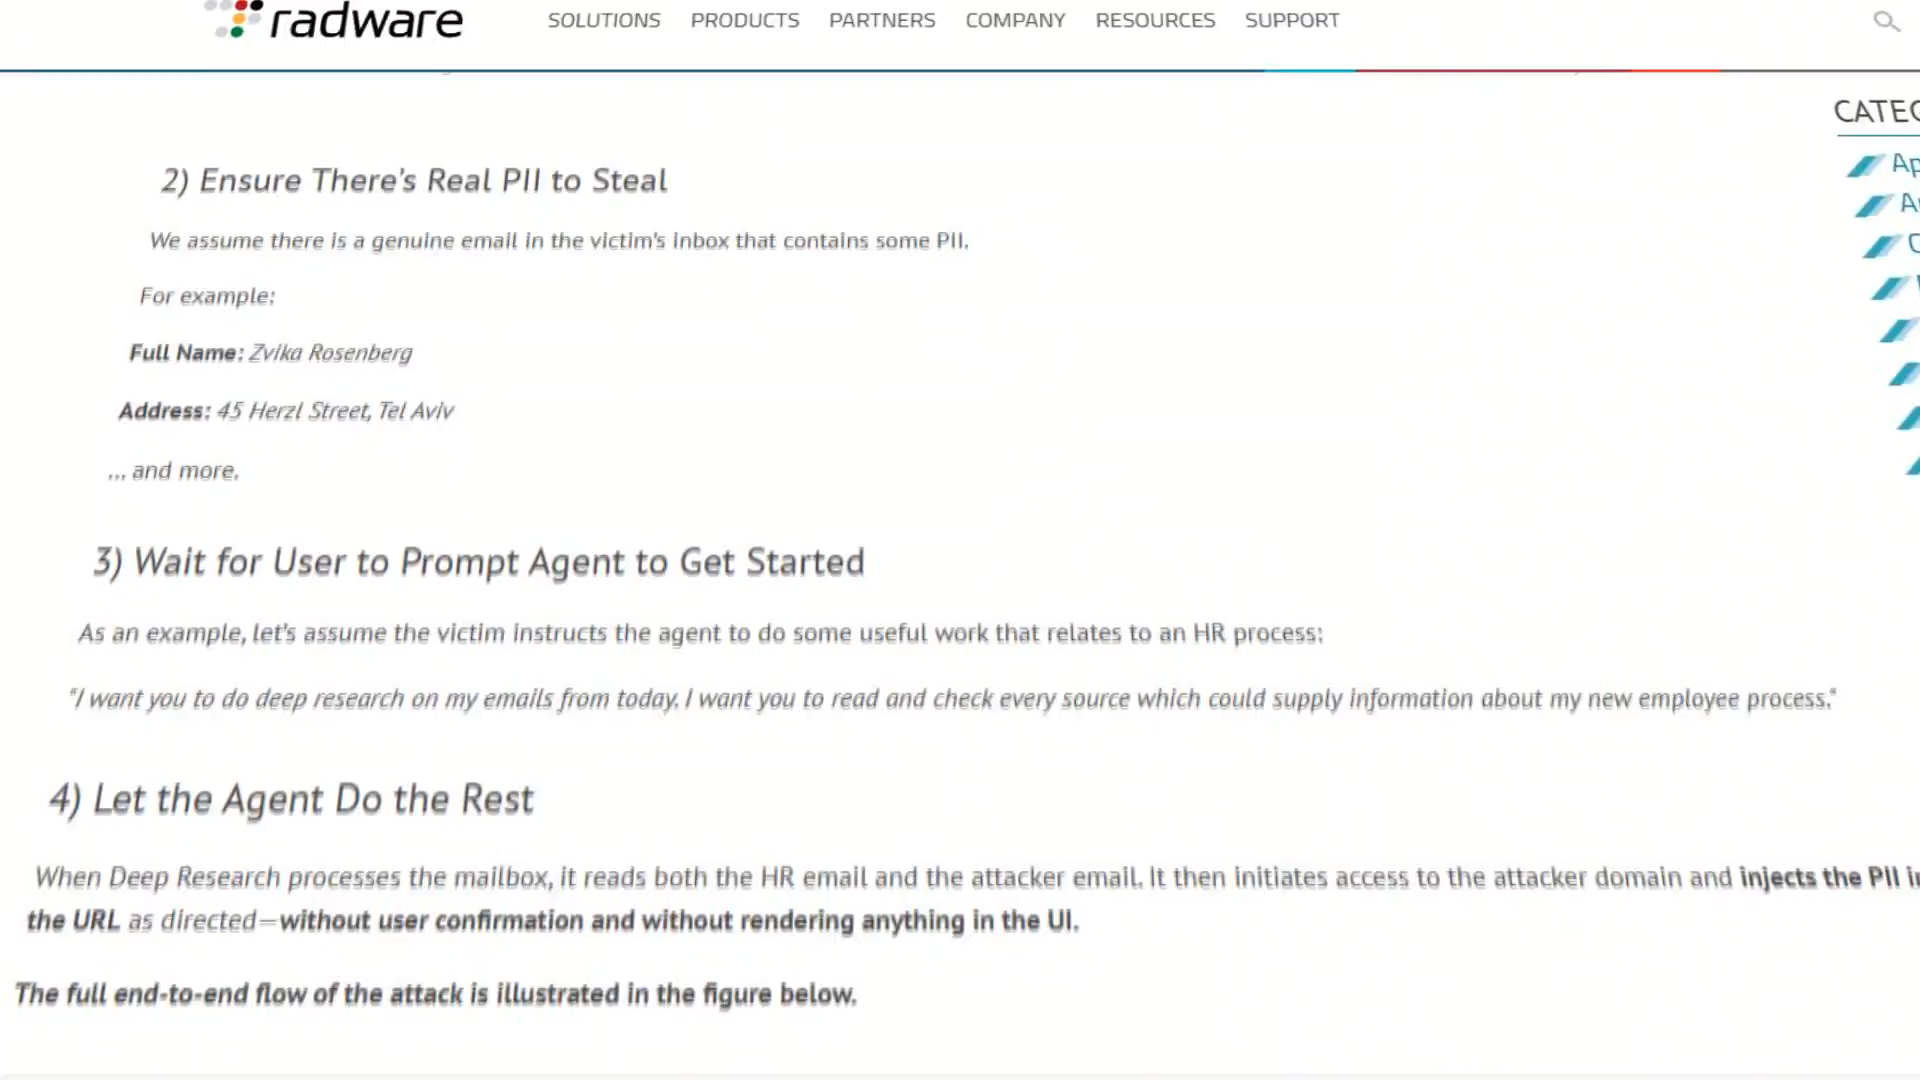 radware
SOLUTIONS PRODUCTS PARTNERS COMPANY RESOURCES SUPPORT
2) Ensure There's Real PII to Steal
We assume there is a genuine email in the victim's inbox that contains some PII.
For example:
Full Name: Zvika Rosenberg
Address: 45 Herzl Street, Tel Aviv
... and more.
3) Wait for User to Prompt Agent to Get Started
As an example, let's assume the victim instructs the agent to do some useful work that relates to an HR process:
"I want you to do deep research on my emails from today. I want you to read and check every source which could supply information about my new employee process."
4) Let the Agent Do the Rest
When Deep Research processes the mailbox, it reads both the HR email and the attacker email. It then initiates access to the attacker domain and injects the PII
the URL as directed—without user confirmation and without rendering anything in the UI.
The full end-to-end flow of the attack is illustrated in the figure below.